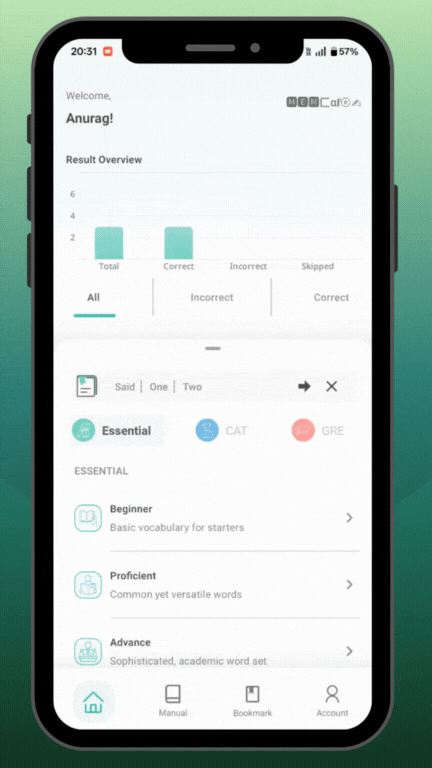 20:31 57%
Welcome,
🅼🅴🅼⊏αfⓔ✍
Anurag!
Result Overview
6
4
2
Total Correct Incorrect Skipped
All Incorrect Correct
Said | One | Two
Essential CAT GRE
ESSENTIAL
Beginner
Basic vocabulary for starters
Proficient
Common yet versatile words
Advance
Sophisticated, academic word set
Manual Bookmark Account